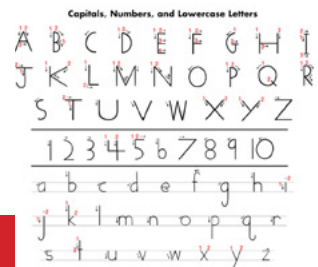 Capitals, Numbers, and Lowercase Letters
A B C D E F G H I
J K L M N O P Q R
S T U V W X Y Z
1 2 3 4 5 6 7 8 9 10
a b c d e f g h i
j k l m n o p q r
s t u v w x y z